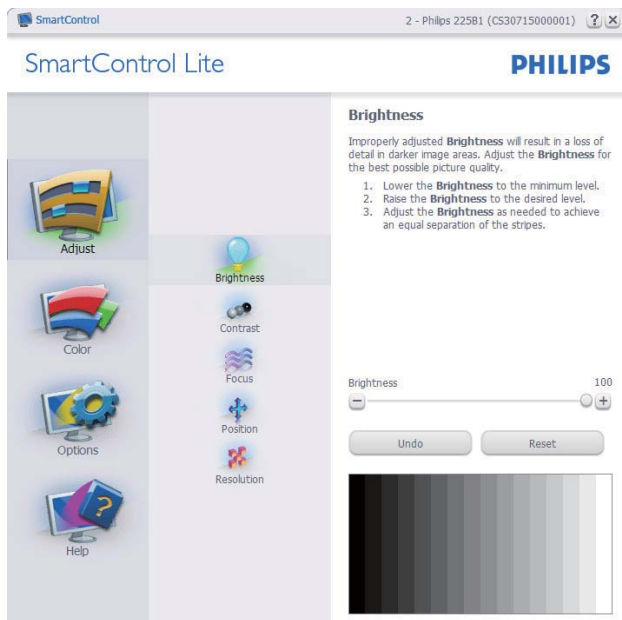 SmartControl
2 - Philips 225B1 (CS30715000001)
?
SmartControl Lite
PHILIPS
Adjust
Color
Options
?
Help
Brightness
Contrast
Focus
Position
Resolution
Brightness
Improperly adjusted Brightness will result in a loss of
detail in darker image areas. Adjust the Brightness for
the best possible picture quality.
1. Lower the Brightness to the minimum level.
2. Raise the Brightness to the desired level.
3. Adjust the Brightness as needed to achieve
an equal separation of the stripes.
Brightness 100
Undo Reset